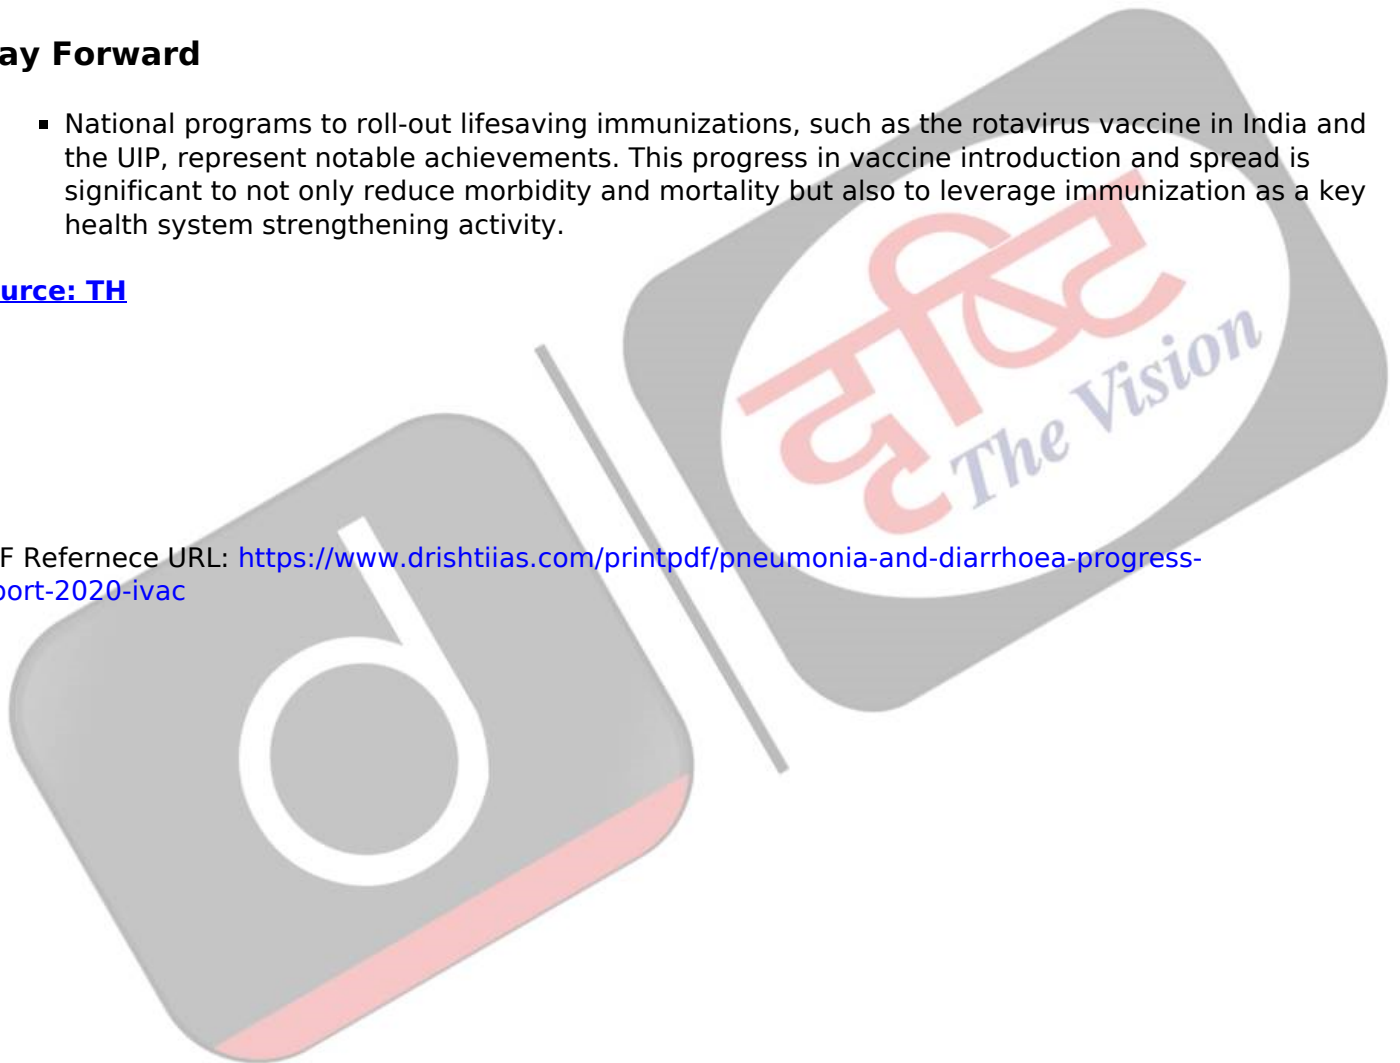 ay Forward
National programs to roll-out lifesaving immunizations, such as the rotavirus vaccine in India and
the UIP, represent notable achievements. This progress in vaccine introduction and spread is
significant to not only reduce morbidity and mortality but also to leverage immunization as a key
health system strengthening activity.
urce: TH
दृष्टि
The Vision
F Refernece URL: https://www.drishtiias.com/printpdf/pneumonia-and-diarrhoea-progress-
port-2020-ivac
d